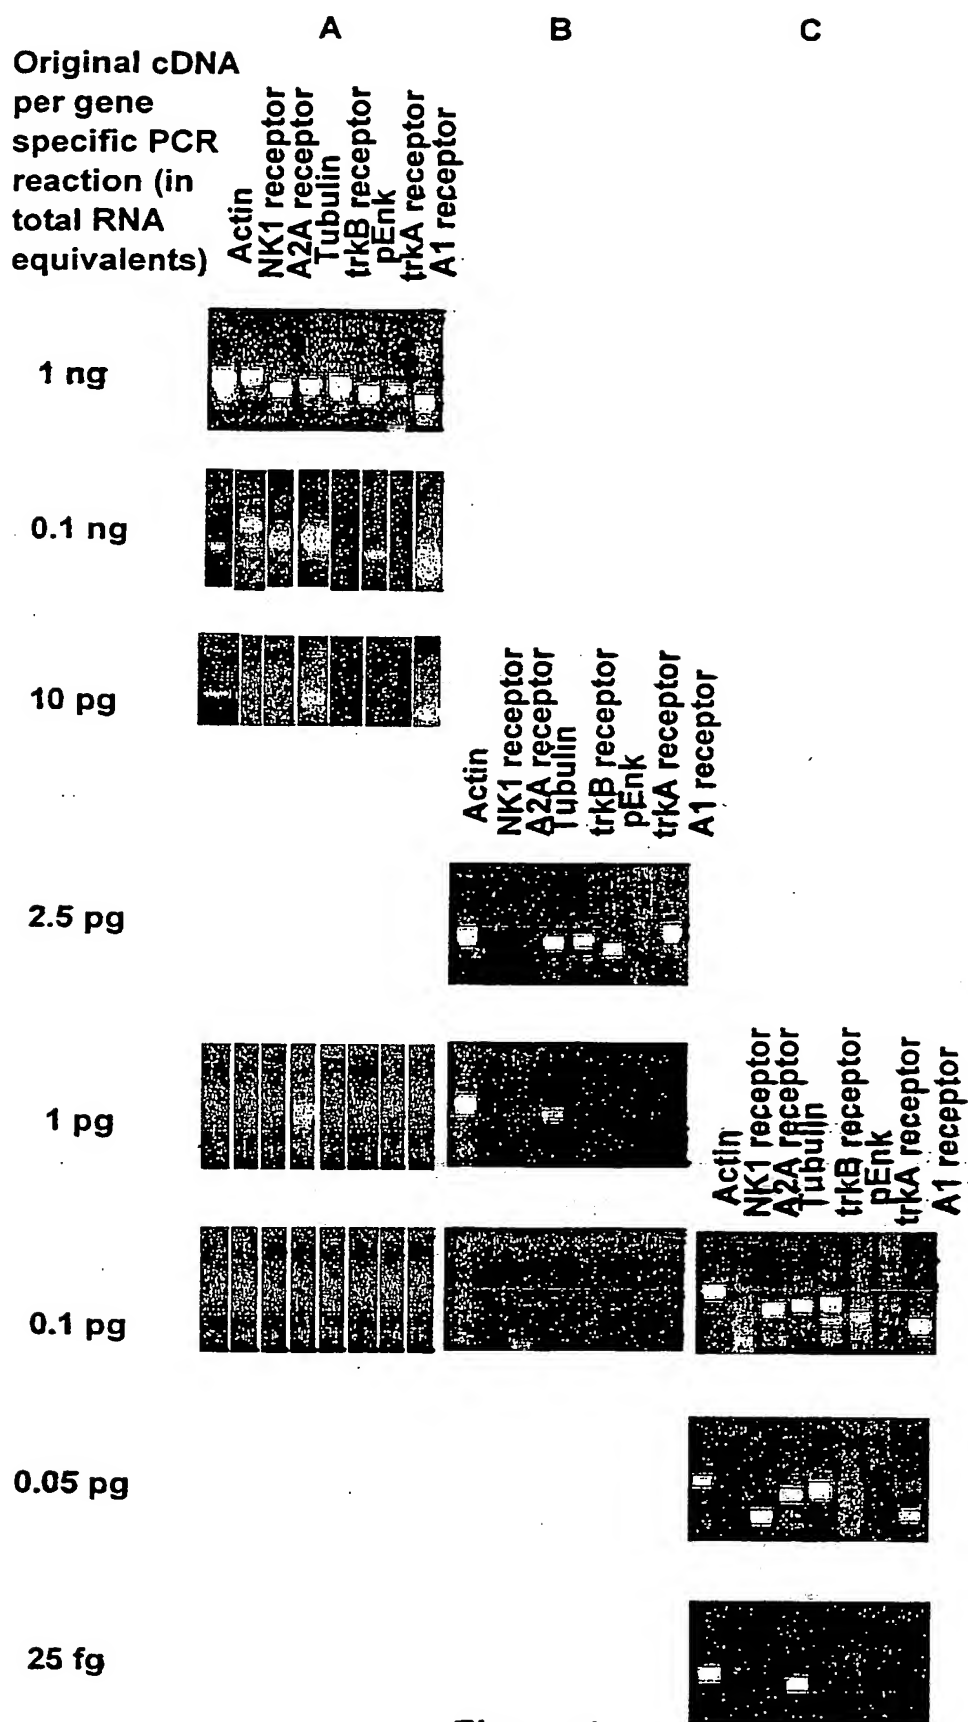 A
B
C
Original cDNA
per gene
specific PCR
reaction (in
total RNA
equivalents)
Actin
NK1 receptor
A2A receptor
Tubulin
trkB receptor
pEnk
trkA receptor
A1 receptor
1 ng
0.1 ng
10 pg
Actin
NK1 receptor
A2A receptor
Tubulin
trkB receptor
pEnk
trkA receptor
A1 receptor
2.5 pg
1 pg
Actin
NK1 receptor
A2A receptor
Tubulin
trkB receptor
pEnk
trkA receptor
A1 receptor
0.1 pg
0.05 pg
25 fg